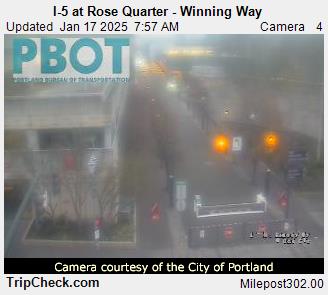 I-5 at Rose Quarter - Winning Way
Updated Jan 17 2025 7:57 AM Camera 4
PBOT
PORTLAND BUREAU OF TRANSPORTATION
Camera courtesy of the City of Portland
TripCheck.com Milepost302.00